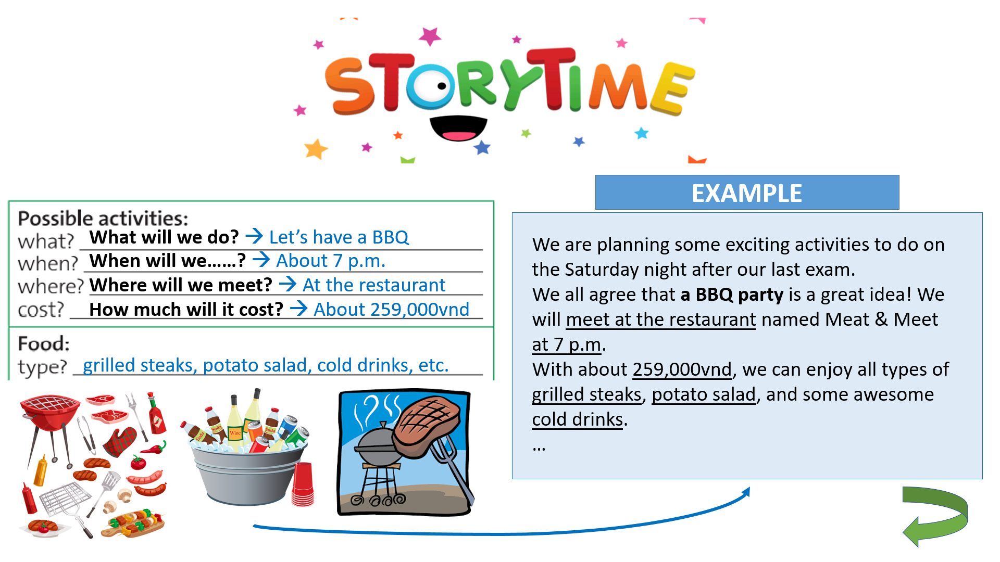 STORYTIME
Possible activities:
what? What will we do? → Let's have a BBQ
when? When will we......? → About 7 p.m.
where? Where will we meet? → At the restaurant
cost? How much will it cost? → About 259,000vnd
Food:
type? grilled steaks, potato salad, cold drinks, etc.
EXAMPLE
We are planning some exciting activities to do on
the Saturday night after our last exam.
We all agree that a BBQ party is a great idea! We
will meet at the restaurant named Meat & Meet
at 7 p.m.
With about 259,000vnd, we can enjoy all types of
grilled steaks, potato salad, and some awesome
cold drinks.
...
Soda
Soda
Wine
Soda